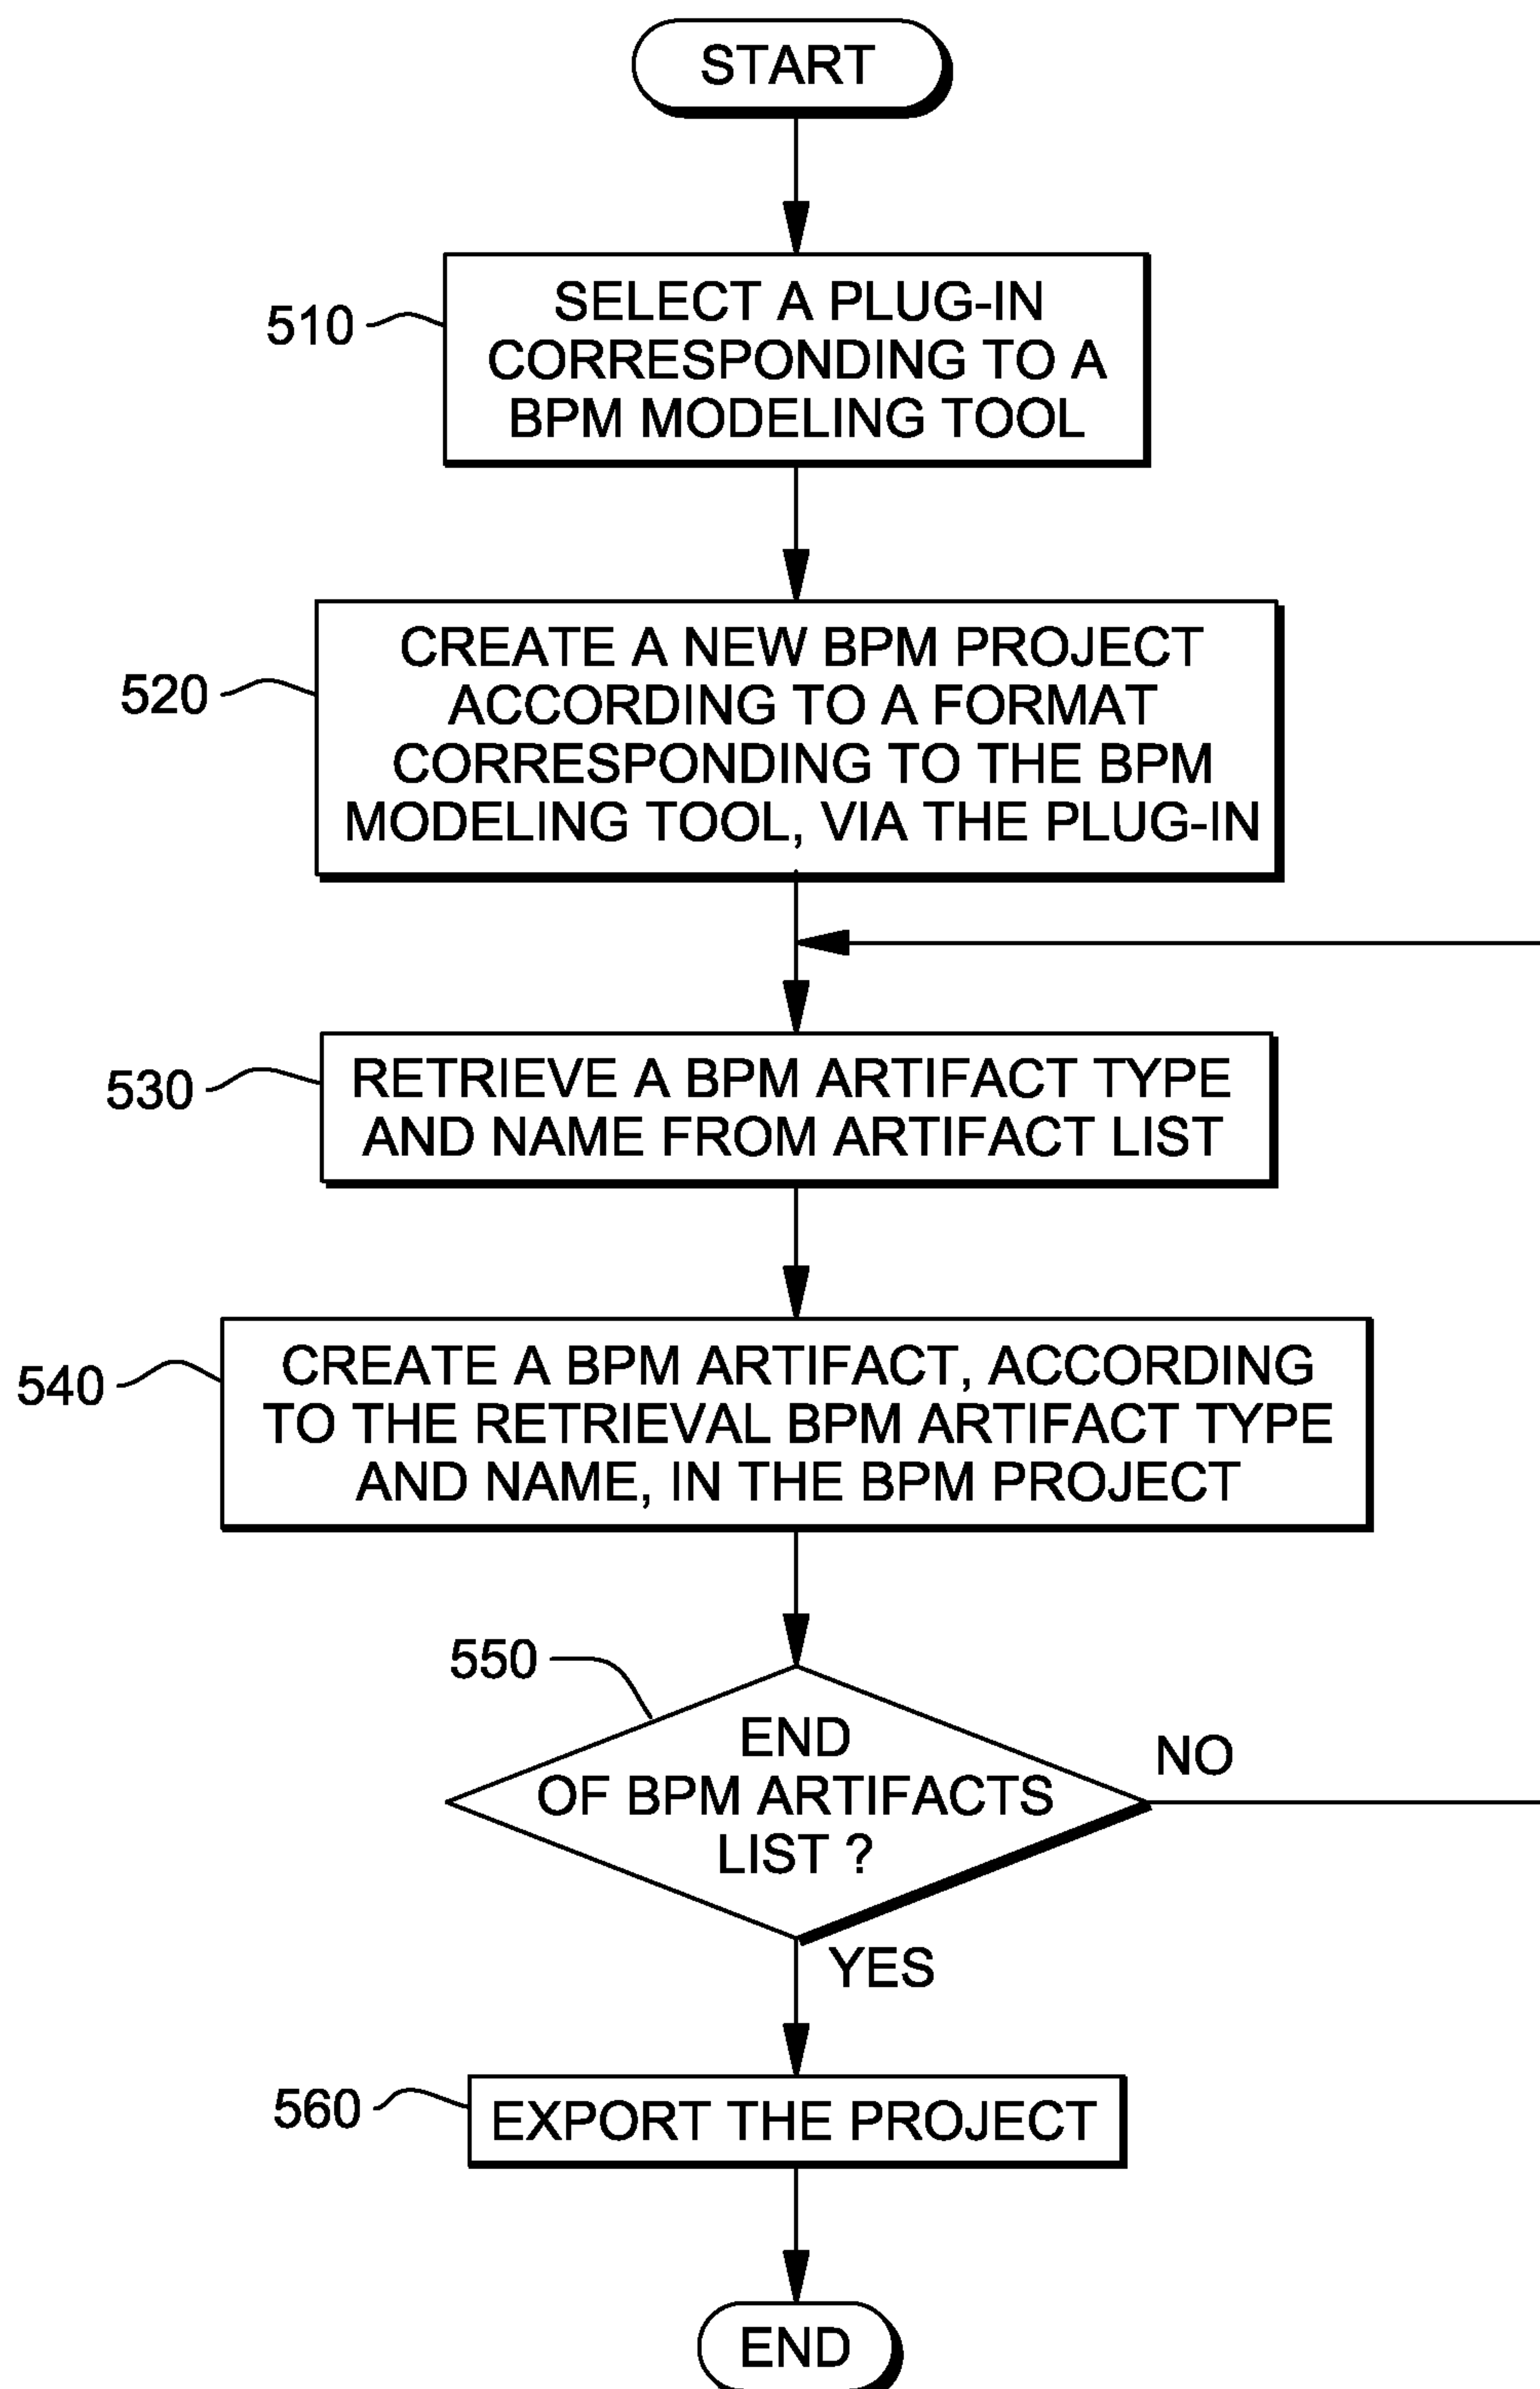 START
510
SELECT A PLUG-IN
CORRESPONDING TO A
BPM MODELING TOOL
520
CREATE A NEW BPM PROJECT
ACCORDING TO A FORMAT
CORRESPONDING TO THE BPM
MODELING TOOL, VIA THE PLUG-IN
530
RETRIEVE A BPM ARTIFACT TYPE
AND NAME FROM ARTIFACT LIST
540
CREATE A BPM ARTIFACT, ACCORDING
TO THE RETRIEVAL BPM ARTIFACT TYPE
AND NAME, IN THE BPM PROJECT
550
END
OF BPM ARTIFACTS
LIST ?
NO
YES
560
EXPORT THE PROJECT
END